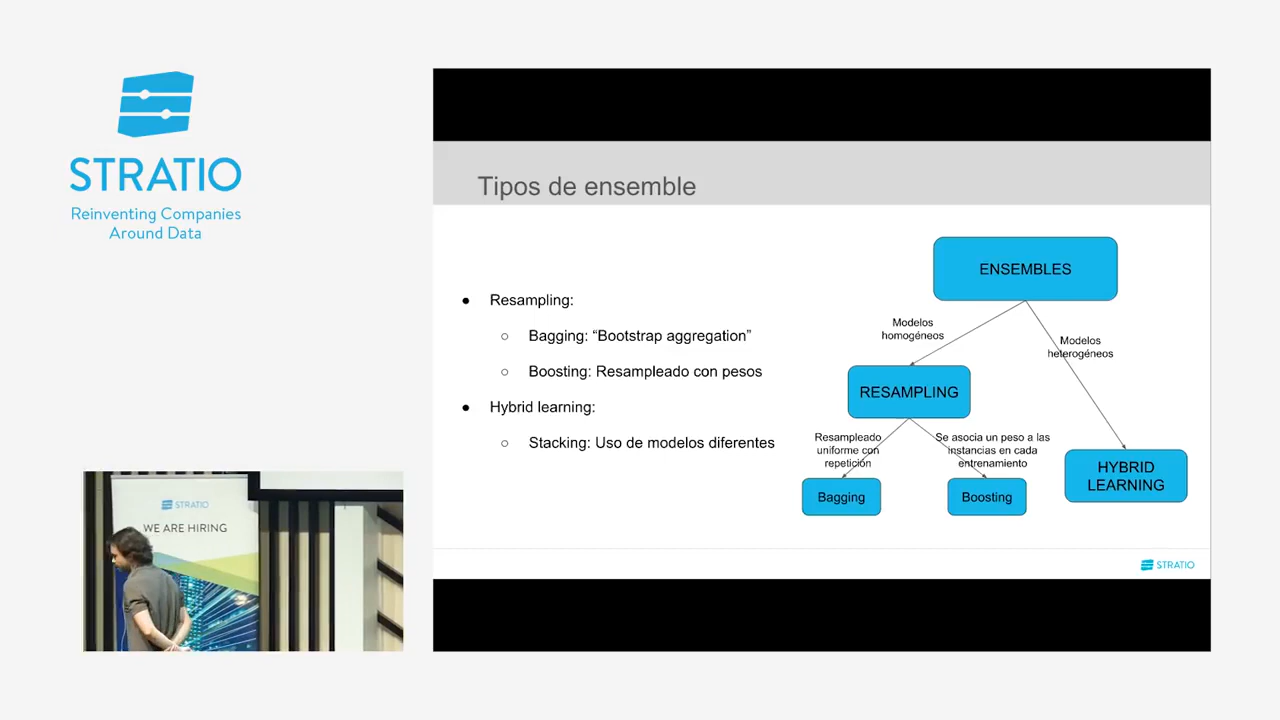 STRATIO
Reinventing Companies
Around Data
Tipos de ensemble
● Resampling:
○ Bagging: “Bootstrap aggregation”
○ Boosting: Resampleado con pesos
● Hybrid learning:
○ Stacking: Uso de modelos diferentes
ENSEMBLES
Modelos
homogéneos
Modelos
heterogéneos
RESAMPLING
Resampleado
uniforme con
repetición
Se asocia un peso a las
instancias en cada
entrenamiento
HYBRID
LEARNING
Bagging
Boosting
STRATIO
STRATIO
WE ARE HIRING